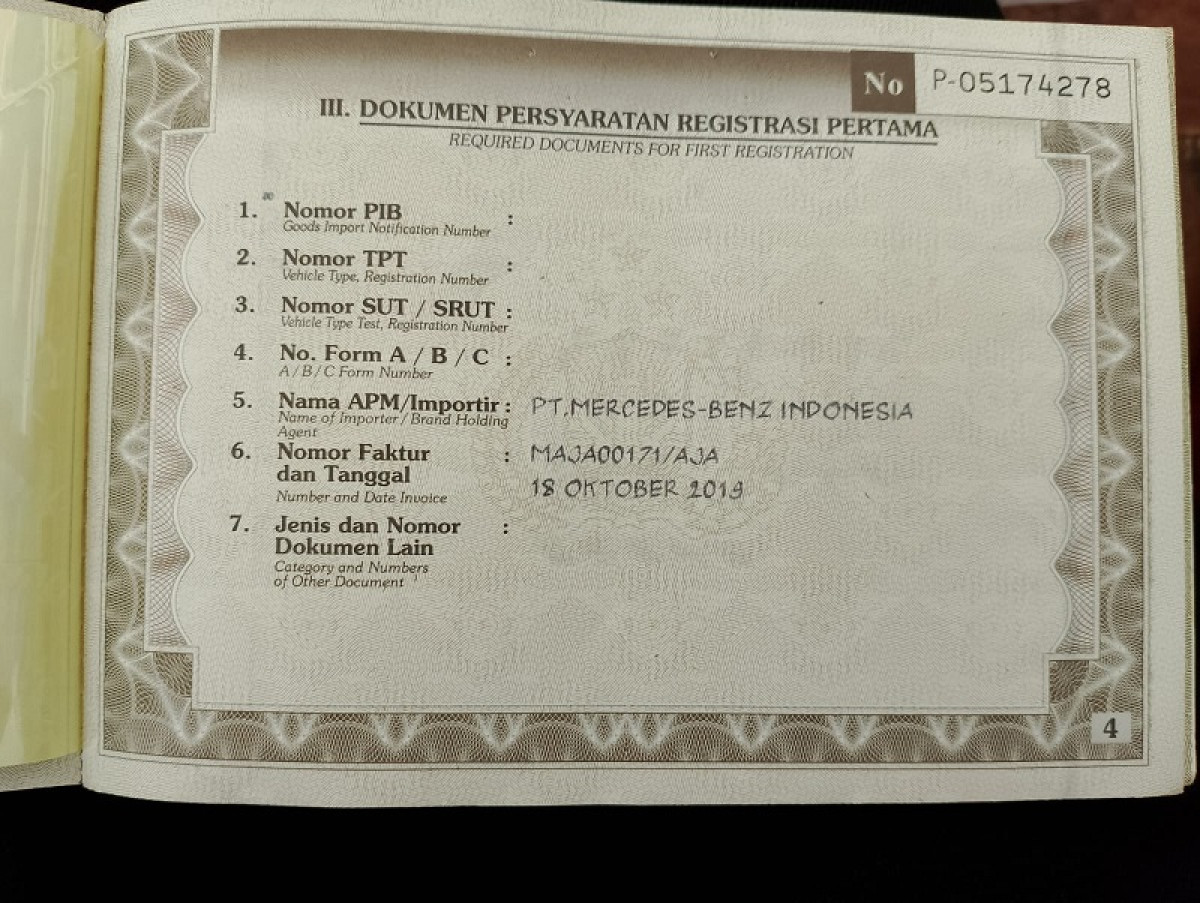 No P-05174278
III. DOKUMEN PERSYARATAN REGISTRASI PERTAMA
REQUIRED DOCUMENTS FOR FIRST REGISTRATION
1. Nomor PIB :
Goods Import Notification Number
2. Nomor TPT :
Vehicle Type, Registration Number
3. Nomor SUT / SRUT :
Vehicle Type Test, Registration Number
4. No. Form A / B / C :
A / B / C Form Number
5. Nama APM/Importir : PT.MERCEDES-BENZ INDONESIA
Name of Importer / Brand Holding
Agent
6. Nomor Faktur : MAJA00171/AJA
dan Tanggal 18 OKTOBER 2019
Number and Date Invoice
7. Jenis dan Nomor :
Dokumen Lain
Category and Numbers
of Other Document
4